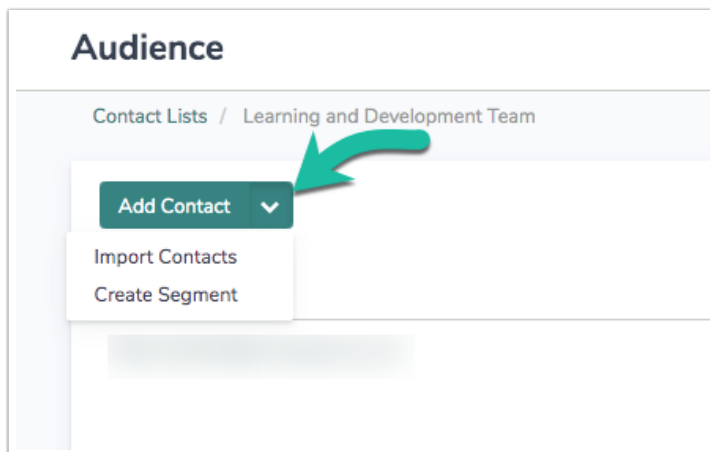 Audience
Contact Lists / Learning and Development Team
Add Contact
Import Contacts
Create Segment